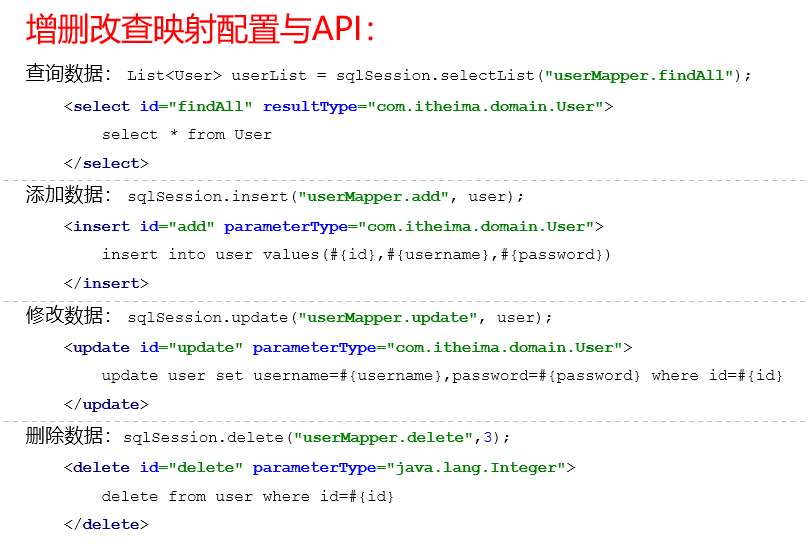 增删改查映射配置与API：
查询数据： List<User> userList = sqlSession.selectList("userMapper.findAll");
<select id="findAll" resultType="com.itheima.domain.User">
select * from User
</select>
添加数据： sqlSession.insert("userMapper.add", user);
<insert id="add" parameterType="com.itheima.domain.User">
insert into user values(#{id},#{username},#{password})
</insert>
修改数据： sqlSession.update("userMapper.update", user);
<update id="update" parameterType="com.itheima.domain.User">
update user set username=#{username},password=#{password} where id=#{id}
</update>
删除数据：sqlSession.delete("userMapper.delete",3);
<delete id="delete" parameterType="java.lang.Integer">
delete from user where id=#{id}
</delete>